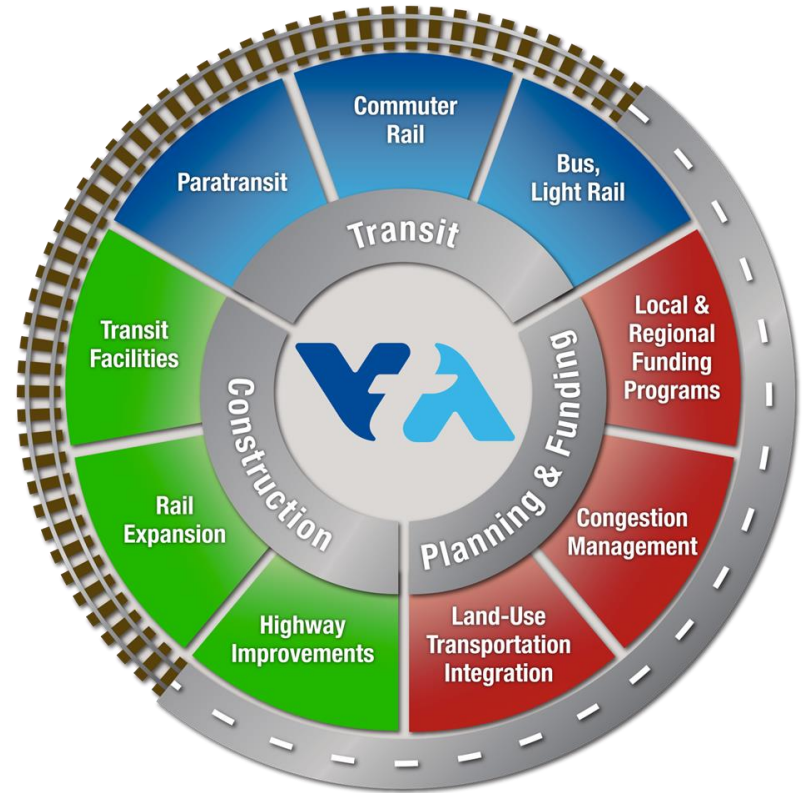 Commuter
Rail
Bus,
Light Rail
Paratransit
Transit
Local &
Regional
Funding
Programs
Transit
Facilities
VTA
Construction
Planning & Funding
Rail
Expansion
Congestion
Management
Highway
Improvements
Land-Use
Transportation
Integration